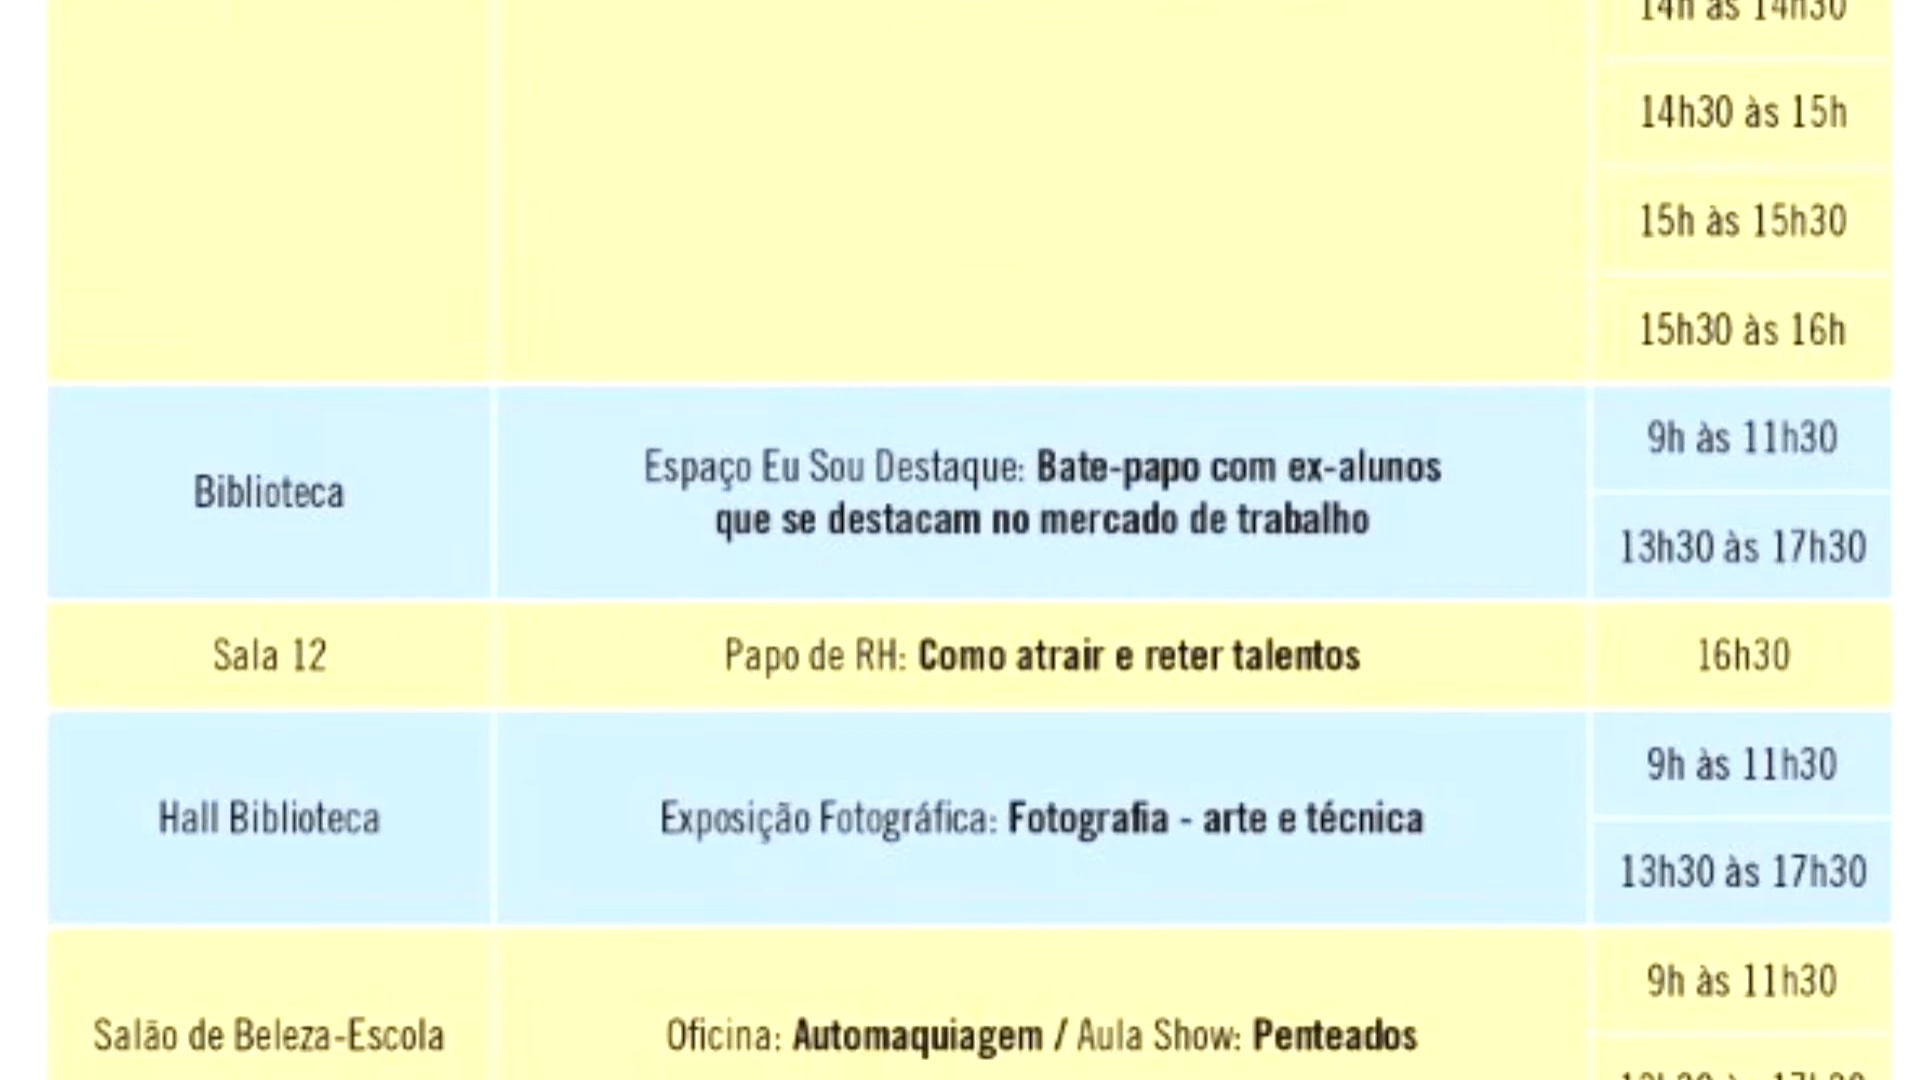 14h às 14h30
14h30 às 15h
15h às 15h30
15h30 às 16h
Biblioteca
Espaço Eu Sou Destaque: Bate-papo com ex-alunos
que se destacam no mercado de trabalho
9h às 11h30
13h30 às 17h30
Sala 12
Papo de RH: Como atrair e reter talentos
16h30
Hall Biblioteca
Exposição Fotográfica: Fotografia - arte e técnica
9h às 11h30
13h30 às 17h30
Salão de Beleza-Escola
Oficina: Automaquiagem / Aula Show: Penteados
9h às 11h30